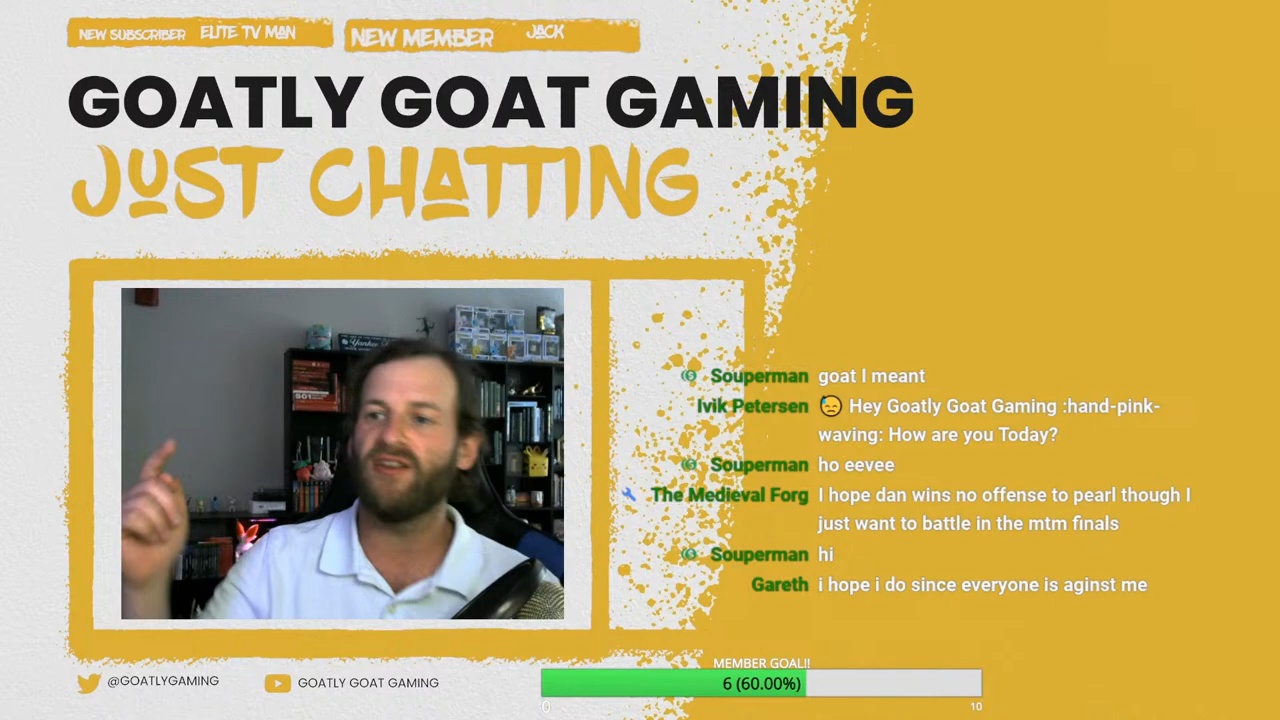 NEW SUBSCRIBER ELITE TV MAN
NEW MEMBER JACK
GOATLY GOAT GAMING
JUST CHATTING
Yankee
S01
Souperman goat I meant
Ivik Petersen 😓 Hey Goatly Goat Gaming :hand-pink-
waving: How are you Today?
Souperman ho eevee
The Medieval Forg I hope dan wins no offense to pearl though I
just want to battle in the mtm finals
Souperman hi
Gareth i hope i do since everyone is aginst me
MEMBER GOAL!!
6 (60.00%)
0 10
@GOATLYGAMING GOATLY GOAT GAMING